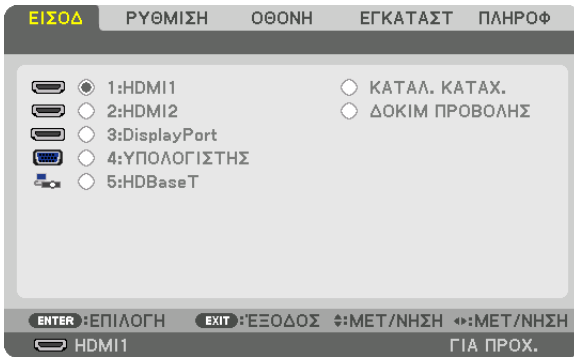 ΕΙΣΟΔ ΡΥΘΜΙΣΗ ΟΘΟΝΗ ΕΓΚΑΤΑΣΤ ΠΛΗΡΟΦ
1:HDMI1 ΚΑΤΑΛ. ΚΑΤΑΧ.
2:HDMI2 ΔΟΚΙΜ ΠΡΟΒΟΛΗΣ
3:DisplayPort
4:ΥΠΟΛΟΓΙΣΤΗΣ
5:HDBaseT
ENTER:ΕΠΙΛΟΓΗ EXIT:ΈΞΟΔΟΣ :ΜΕΤ/ΝΗΣΗ :ΜΕΤ/ΝΗΣΗ
HDMI1 ΓΙΑ ΠΡΟΧ.